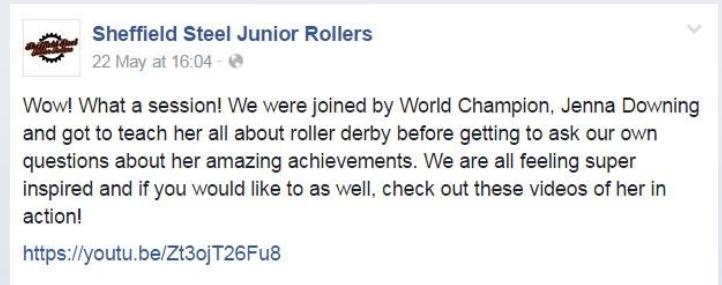 Sheffield Steel Junior Rollers
22 May at 16:04 ·
Wow! What a session! We were joined by World Champion, Jenna Downing
and got to teach her all about roller derby before getting to ask our own
questions about her amazing achievements. We are all feeling super
inspired and if you would like to as well, check out these videos of her in
action!
https://youtu.be/Zt3ojT26Fu8